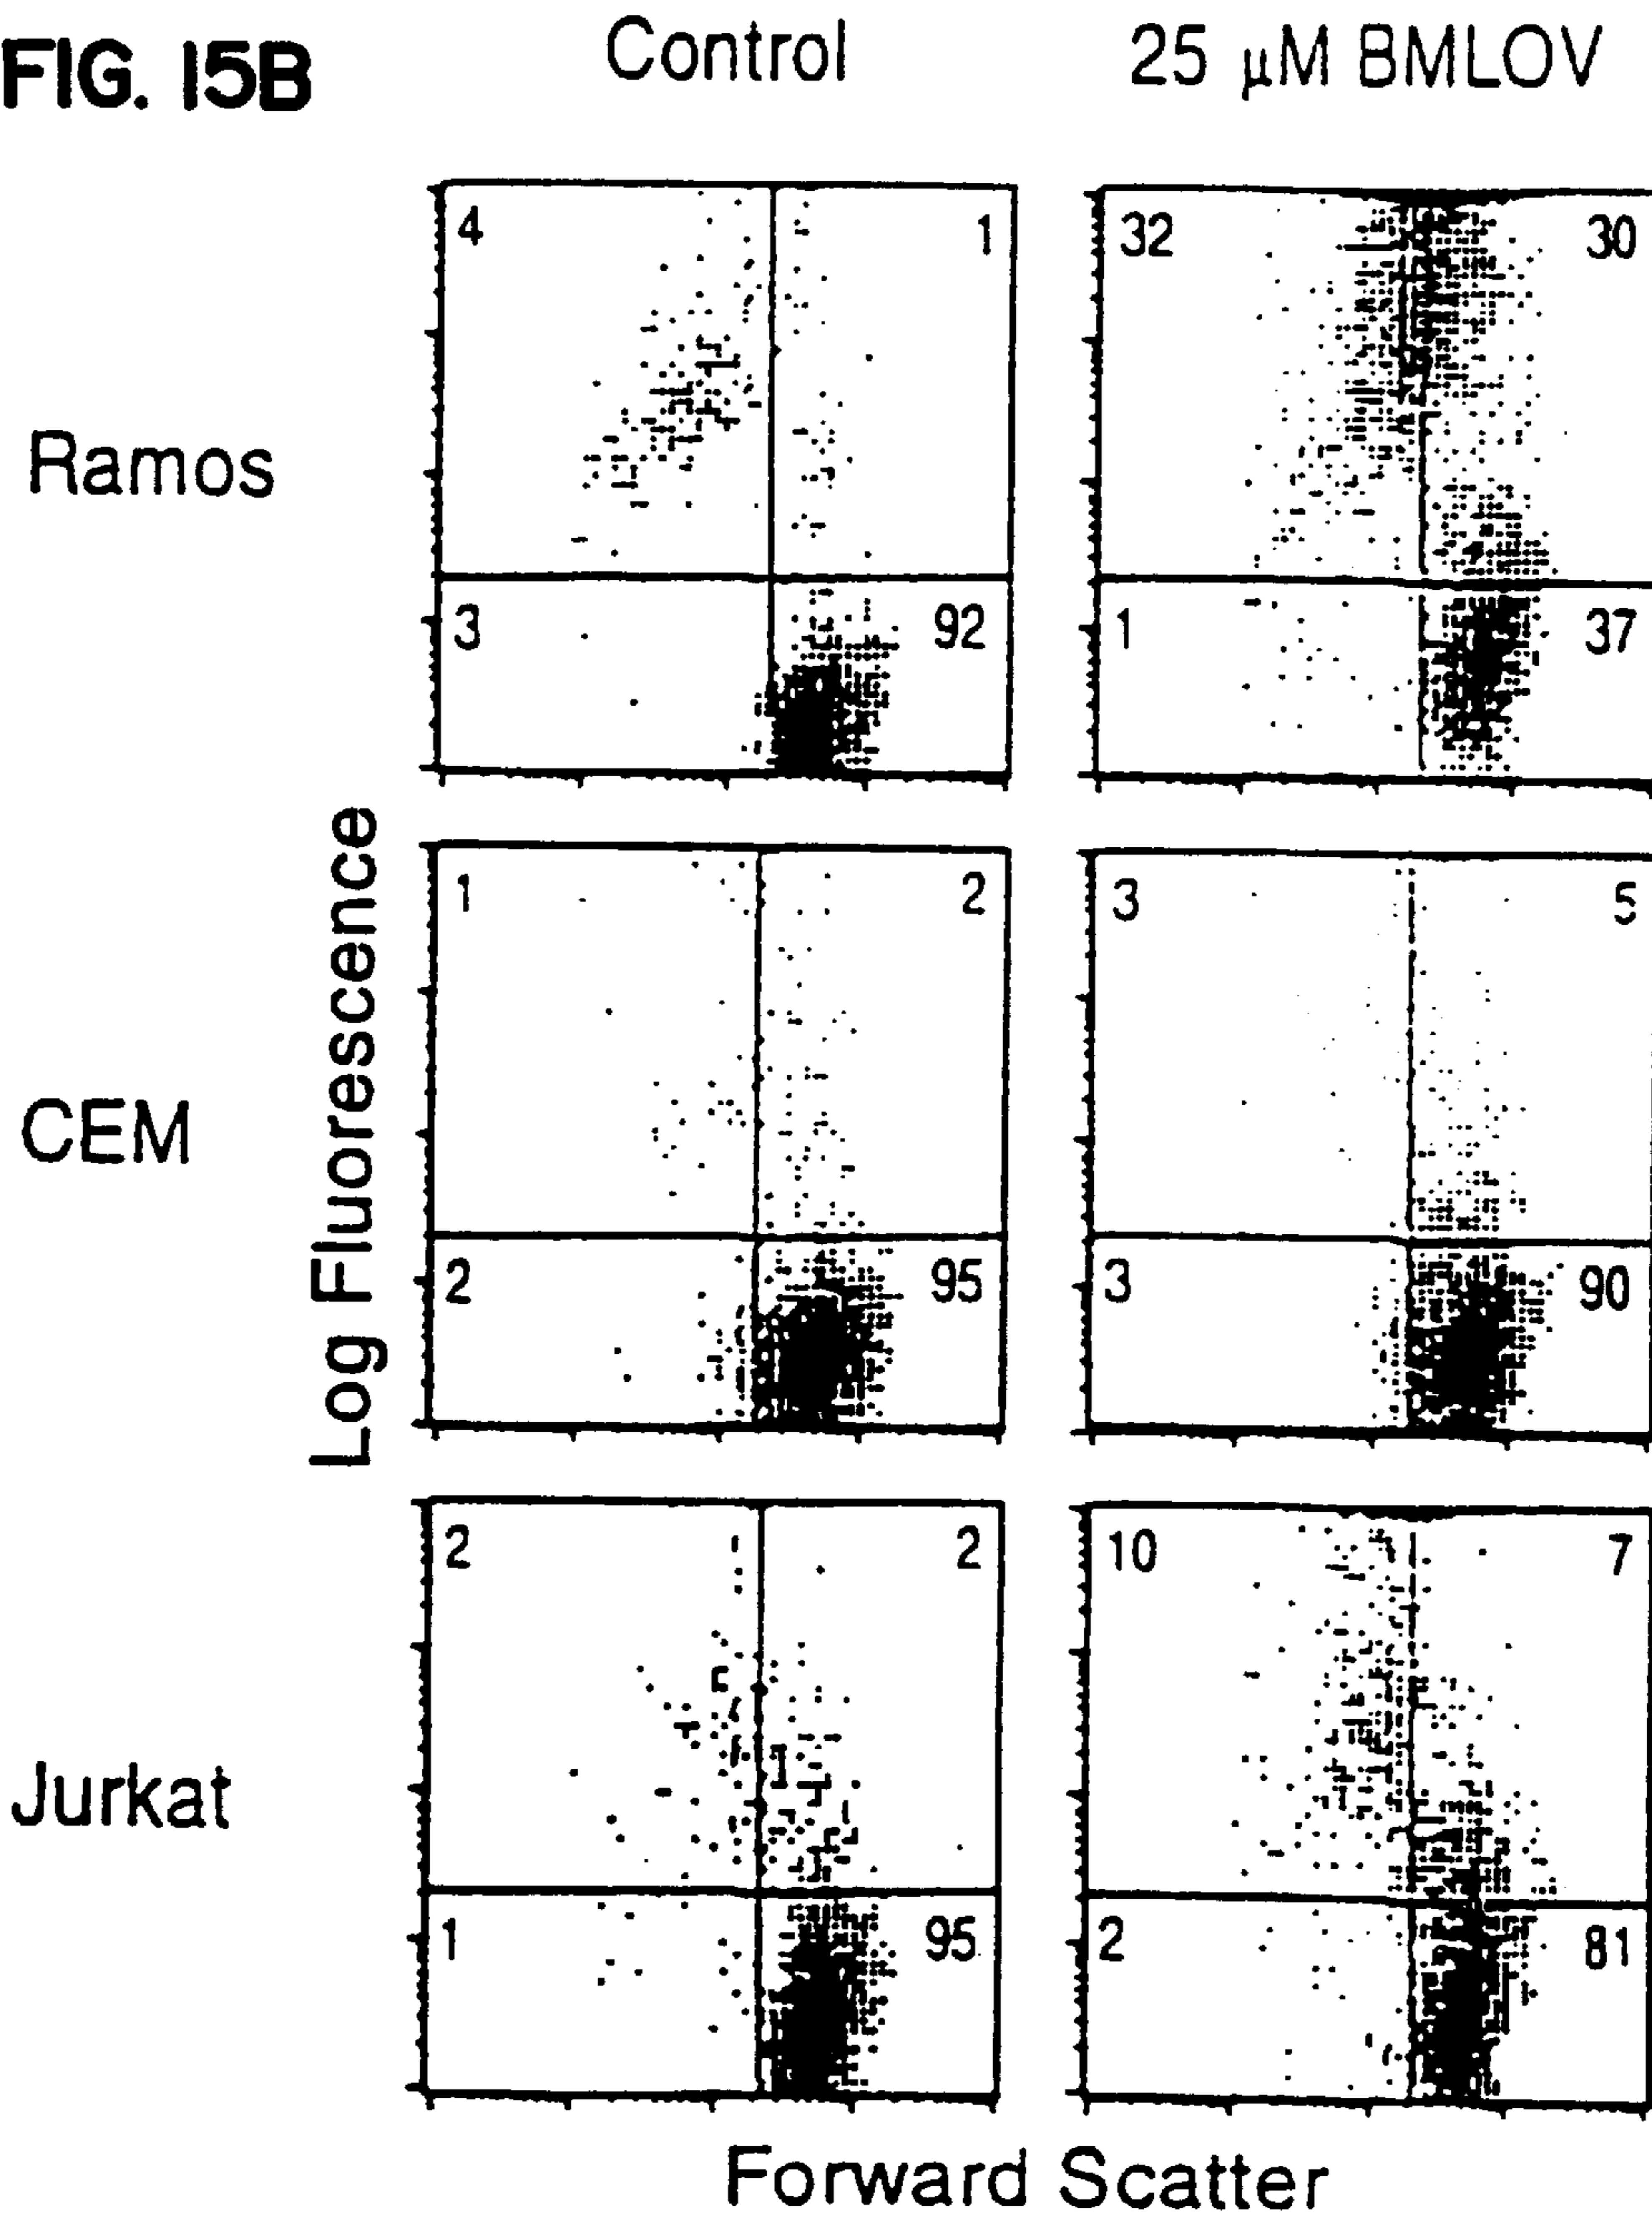 FIG. 15B
Control 25 µM BMLOV
4 1 32 30
Ramos
3 92 1 37
Log Fluorescence
1 2 3 5
CEM
2 95 3 90
2 2 10 7
Jurkat
1 95 2 81
Forward Scatter